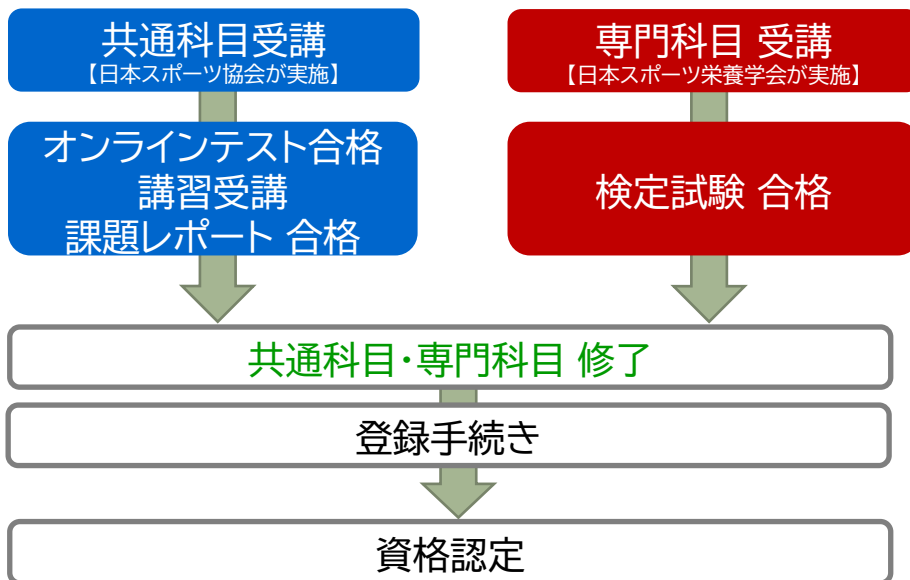 共通科目受講
【日本スポーツ協会が実施】
オンラインテスト合格
講習受講
課題レポート 合格
専門科目 受講
【日本スポーツ栄養学会が実施】
検定試験 合格
共通科目・専門科目 修了
登録手続き
資格認定